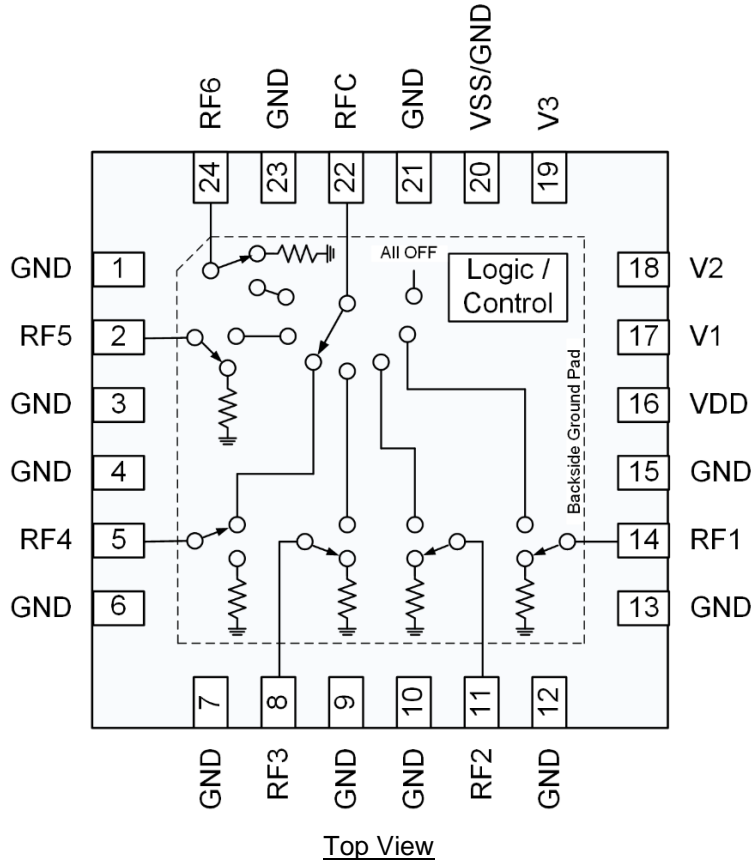 RF6
GND
RFC
GND
VSS/GND
V3
24
23
22
21
20
19
GND
1
RF5
2
GND
3
GND
4
RF4
5
GND
6
All OFF
Logic /
Control
Backside Ground Pad
18
V2
17
V1
16
VDD
15
GND
14
RF1
13
GND
7
8
9
10
11
12
GND
RF3
GND
GND
RF2
GND
Top View